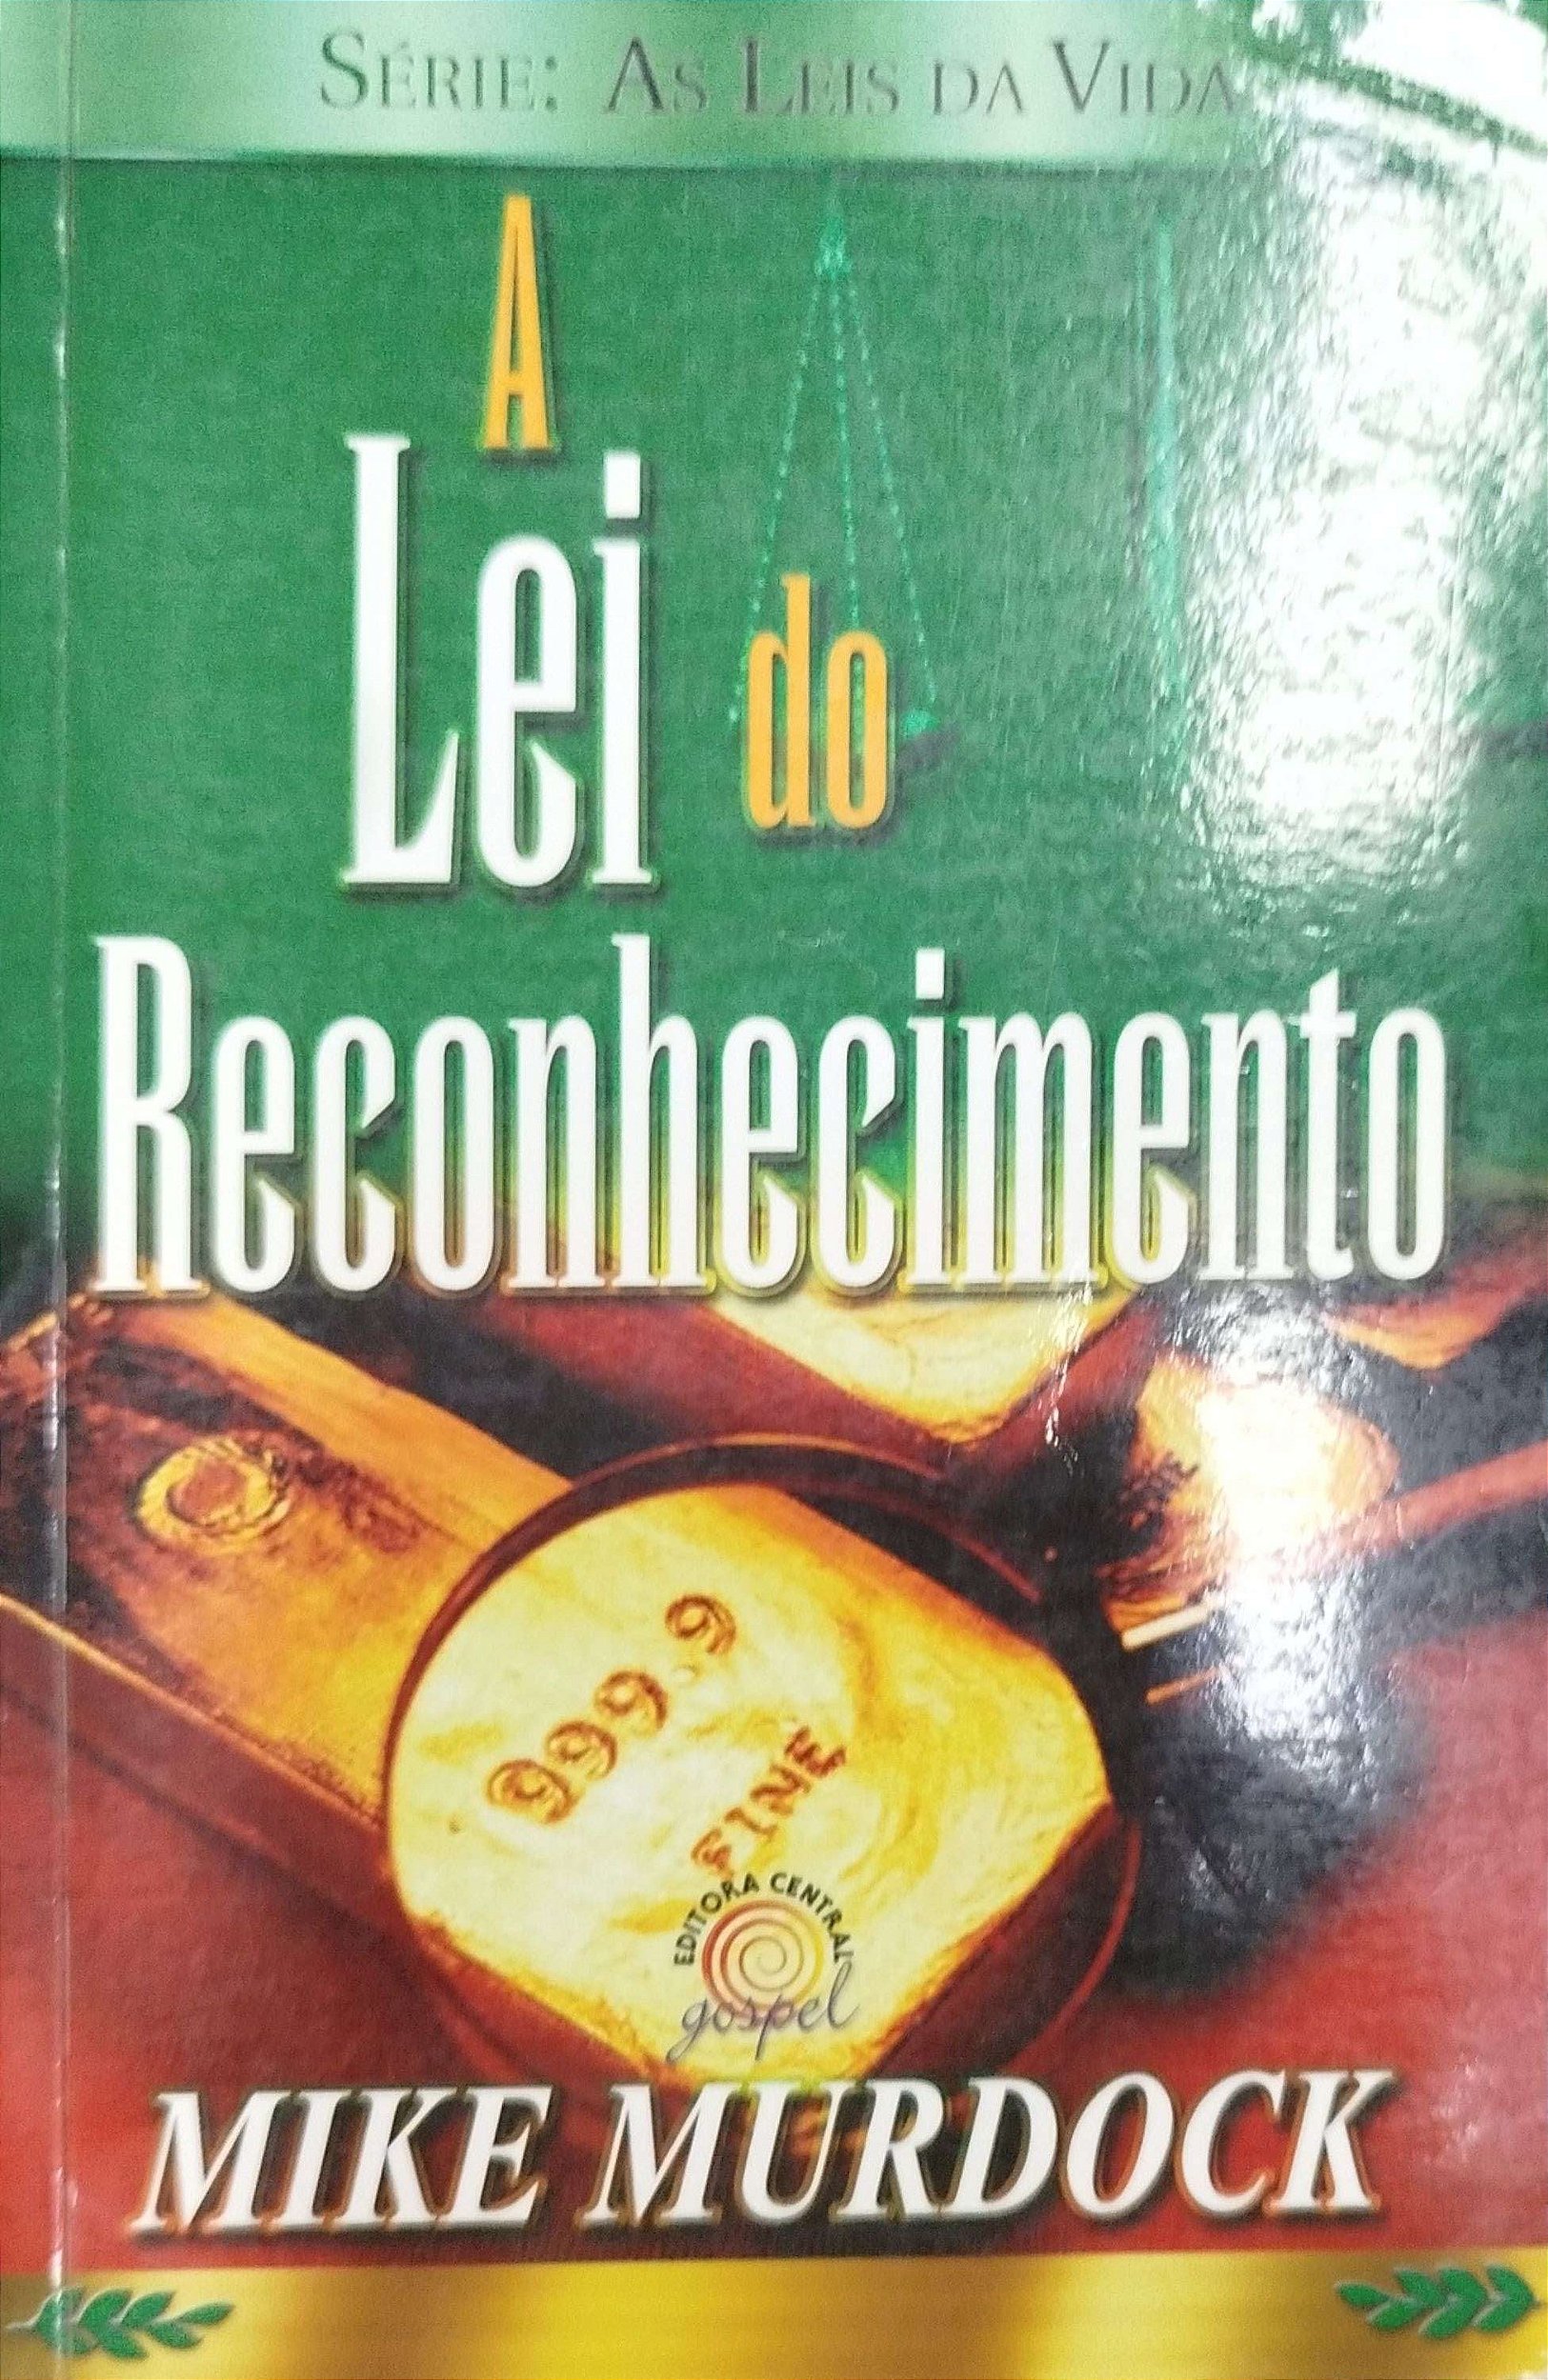 SÉRIE: AS LEIS DA VIDA
A
Lei do
Reconhecimento
999.9
FINE
EDITORA CENTRAL
gospel
MIKE MURDOCK